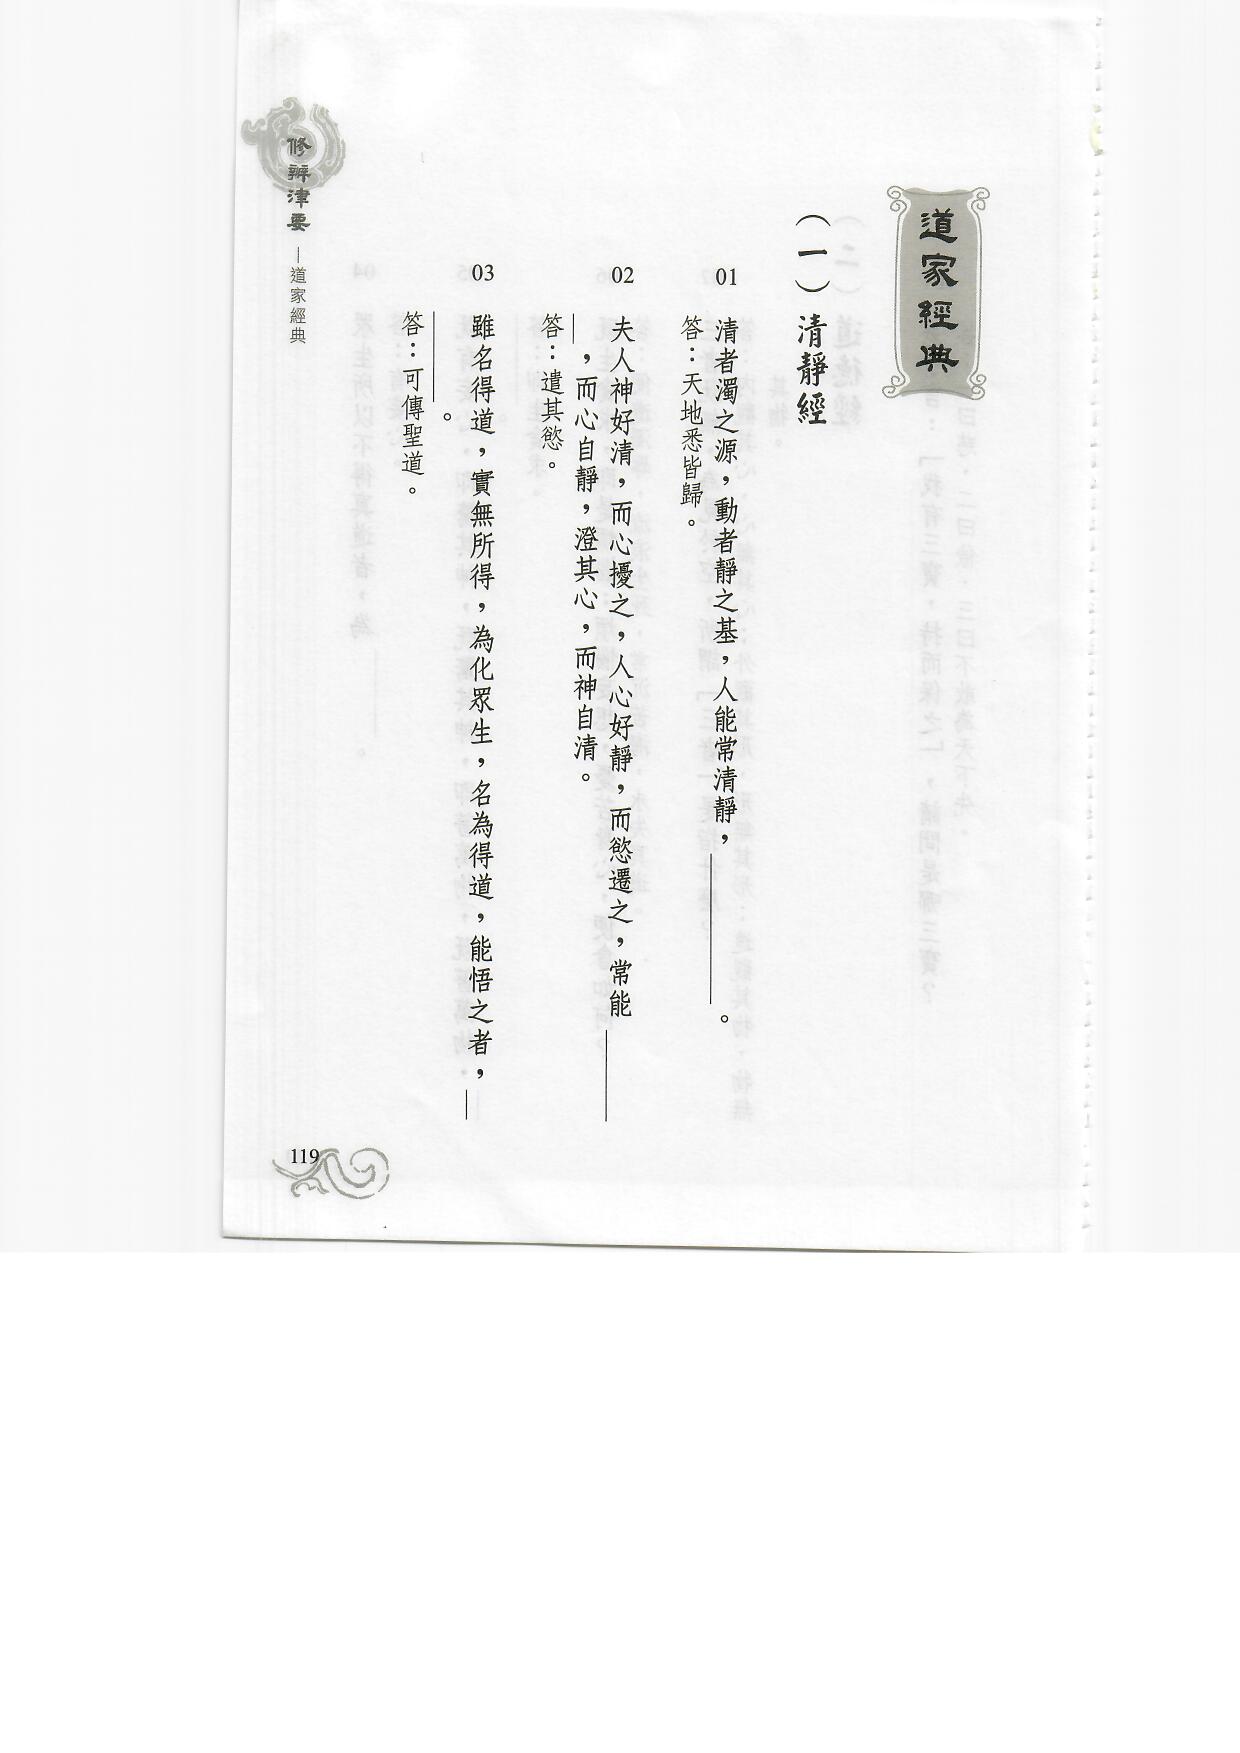 道家經典
(一)清靜經
01 清者濁之源，動者靜之基，人能常清靜，＿＿＿＿＿。
答：天地悉皆歸。
02 夫人神好清，而心擾之，人心好靜，而慾遷之，常能＿＿＿
＿，而心自靜，澄其心，而神自清。
答：遣其慾。
03 雖名得道，實無所得，為化眾生，名為得道，能悟之者，＿
＿＿＿。
答：可傳聖道。
修辦津要 — 道家經典
119